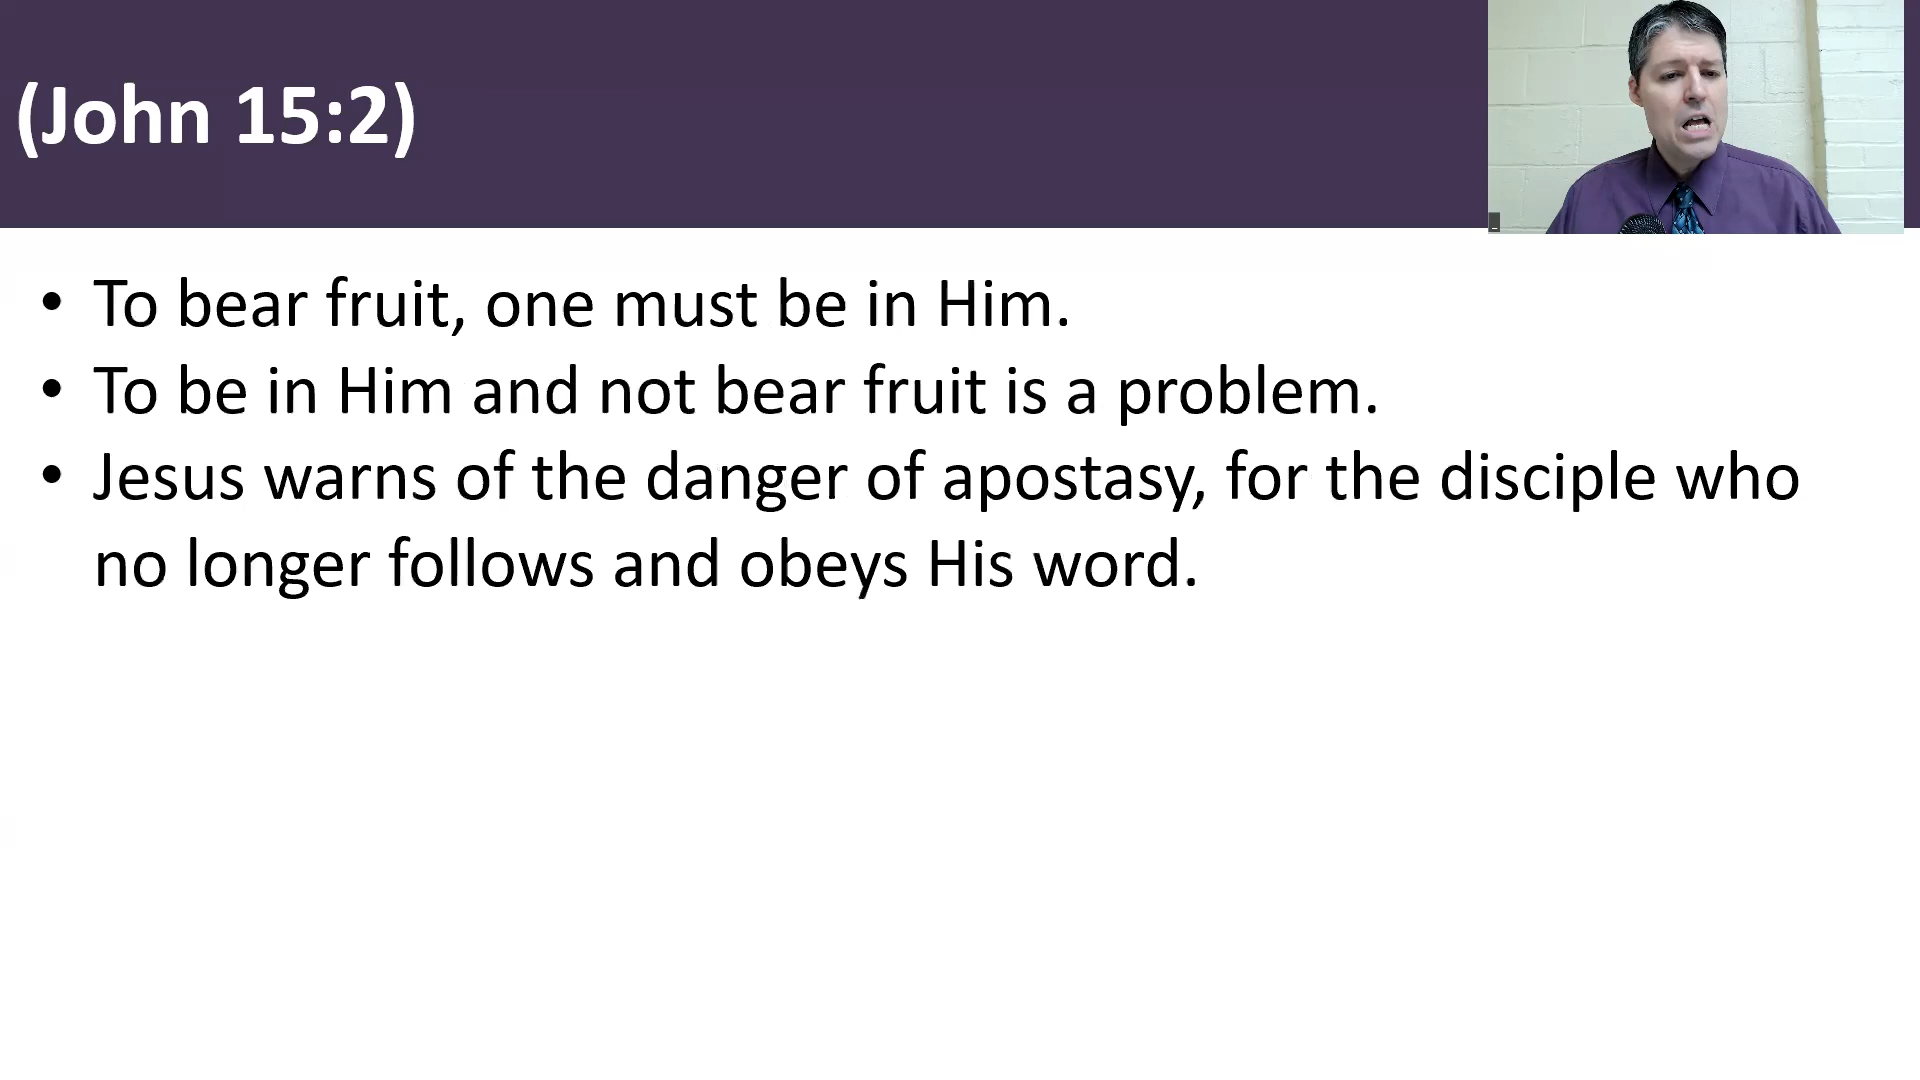 (John 15:2)
• To bear fruit, one must be in Him.
• To be in Him and not bear fruit is a problem.
• Jesus warns of the danger of apostasy, for the disciple who
no longer follows and obeys His word.